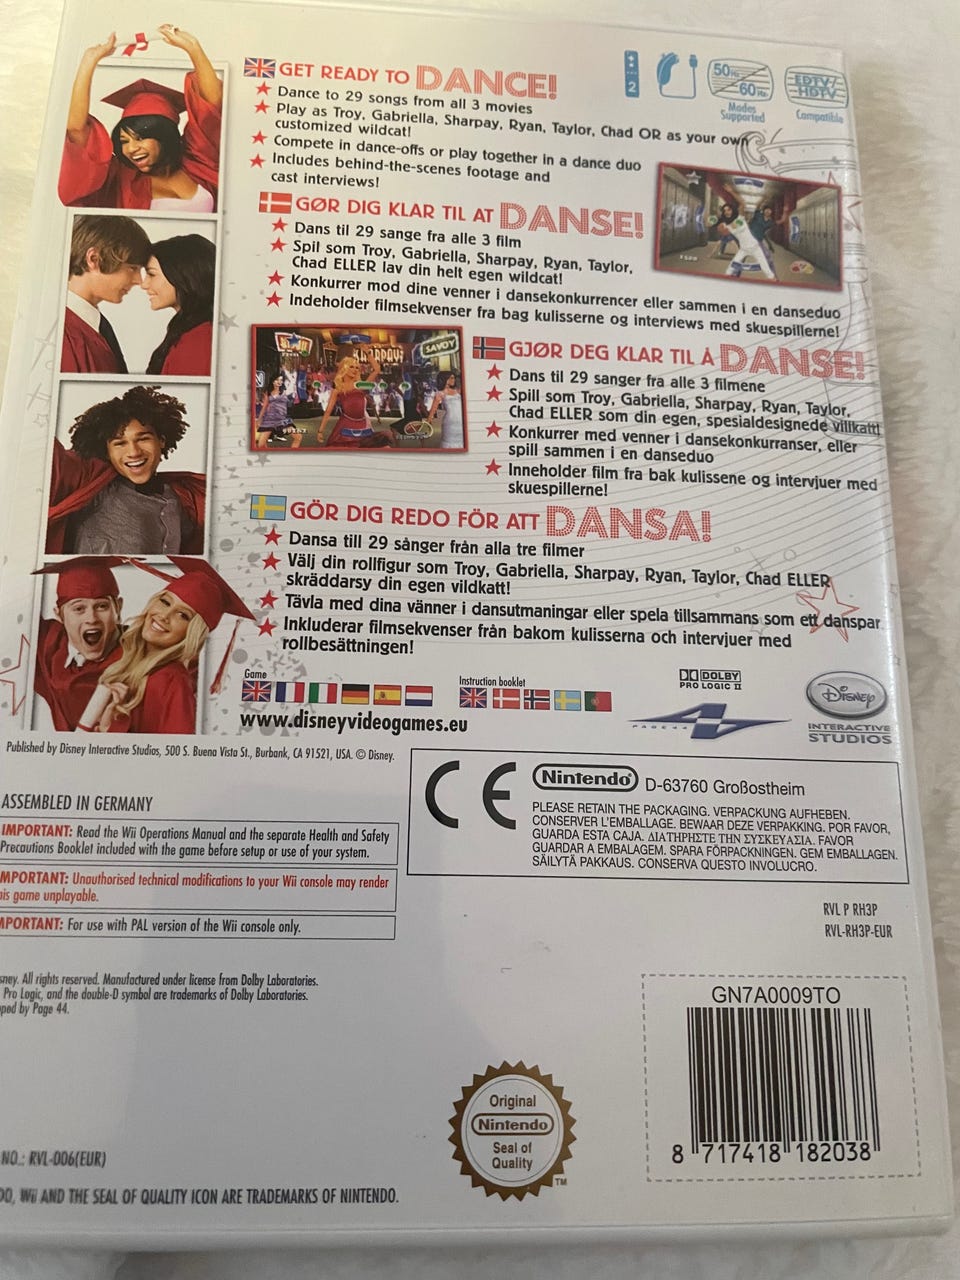 GET READY TO DANCE!
Dance to 29 songs from all 3 movies
Play as Troy, Gabriella, Sharpay, Ryan, Taylor, Chad OR as your own
customized wildcat!
Compete in dance-offs or play together in a dance duo
Includes behind-the-scenes footage and
cast interviews!
2
50Hz
60Hz
Modes
Supported
EDTV/
HDTV
Compatible
GØR DIG KLAR TIL AT DANSE!
Dans til 29 sange fra alle 3 film
Spil som Troy, Gabriella, Sharpay, Ryan, Taylor,
Chad ELLER lav din helt egen wildcat!
Konkurrer mod dine venner i dansekonkurrencer eller sammen i en danseduo
Indeholder filmsekvenser fra bag kulisserne og interviews med skuespillerne!
SAVOY
GJØR DEG KLAR TIL Å DANSE!
Dans til 29 sanger fra alle 3 filmene
Spill som Troy, Gabriella, Sharpay, Ryan, Taylor,
Chad ELLER som din egen, spesialdesignede villkatt!
Konkurrer med venner i dansekonkurranser, eller
spill sammen i en danseduo
Inneholder film fra bak kulissene og intervjuer med
skuespillerne!
GÖR DIG REDO FÖR ATT DANSA!
Dansa till 29 sånger från alla tre filmer
Välj din rollfigur som Troy, Gabriella, Sharpay, Ryan, Taylor, Chad ELLER
skräddarsy din egen vildkatt!
Tävla med dina vänner i dansutmaningar eller spela tillsammans som ett danspar
Inkluderar filmsekvenser från bakom kulisserna och intervjuer med
rollbesättningen!
Game
Instruction booklet
www.disneyvideogames.eu
DOLBY
PRO LOGIC II
PAGE 44
Disney
INTERACTIVE
STUDIOS
Published by Disney Interactive Studios, 500 S. Buena Vista St., Burbank, CA 91521, USA. © Disney.
ASSEMBLED IN GERMANY
IMPORTANT: Read the Wii Operations Manual and the separate Health and Safety
Precautions Booklet included with the game before setup or use of your system.
MPORTANT: Unauthorised technical modifications to your Wii console may render
his game unplayable.
MPORTANT: For use with PAL version of the Wii console only.
CE
Nintendo D-63760 Großostheim
PLEASE RETAIN THE PACKAGING. VERPACKUNG AUFHEBEN.
CONSERVER L'EMBALLAGE. BEWAAR DEZE VERPAKKING. POR FAVOR,
GUARDA ESTA CAJA. ΔΙΑΤΗΡΗΣΤΕ ΤΗΝ ΣΥΣΚΕΥΑΣΙΑ. FAVOR
GUARDAR A EMBALAGEM. SPARA FÖRPACKNINGEN. GEM EMBALLAGEN.
SÄILYTÄ PAKKAUS. CONSERVA QUESTO INVOLUCRO.
RVL P RH3P
RVL-RH3P-EUR
sney. All rights reserved. Manufactured under license from Dolby Laboratories.
Pro Logic, and the double-D symbol are trademarks of Dolby Laboratories.
ped by Page 44.
GN7A0009TO
8 717418 182038
Original
Nintendo
Seal of
Quality
TM
NO.: RVL-006(EUR)
DO, Wii AND THE SEAL OF QUALITY ICON ARE TRADEMARKS OF NINTENDO.